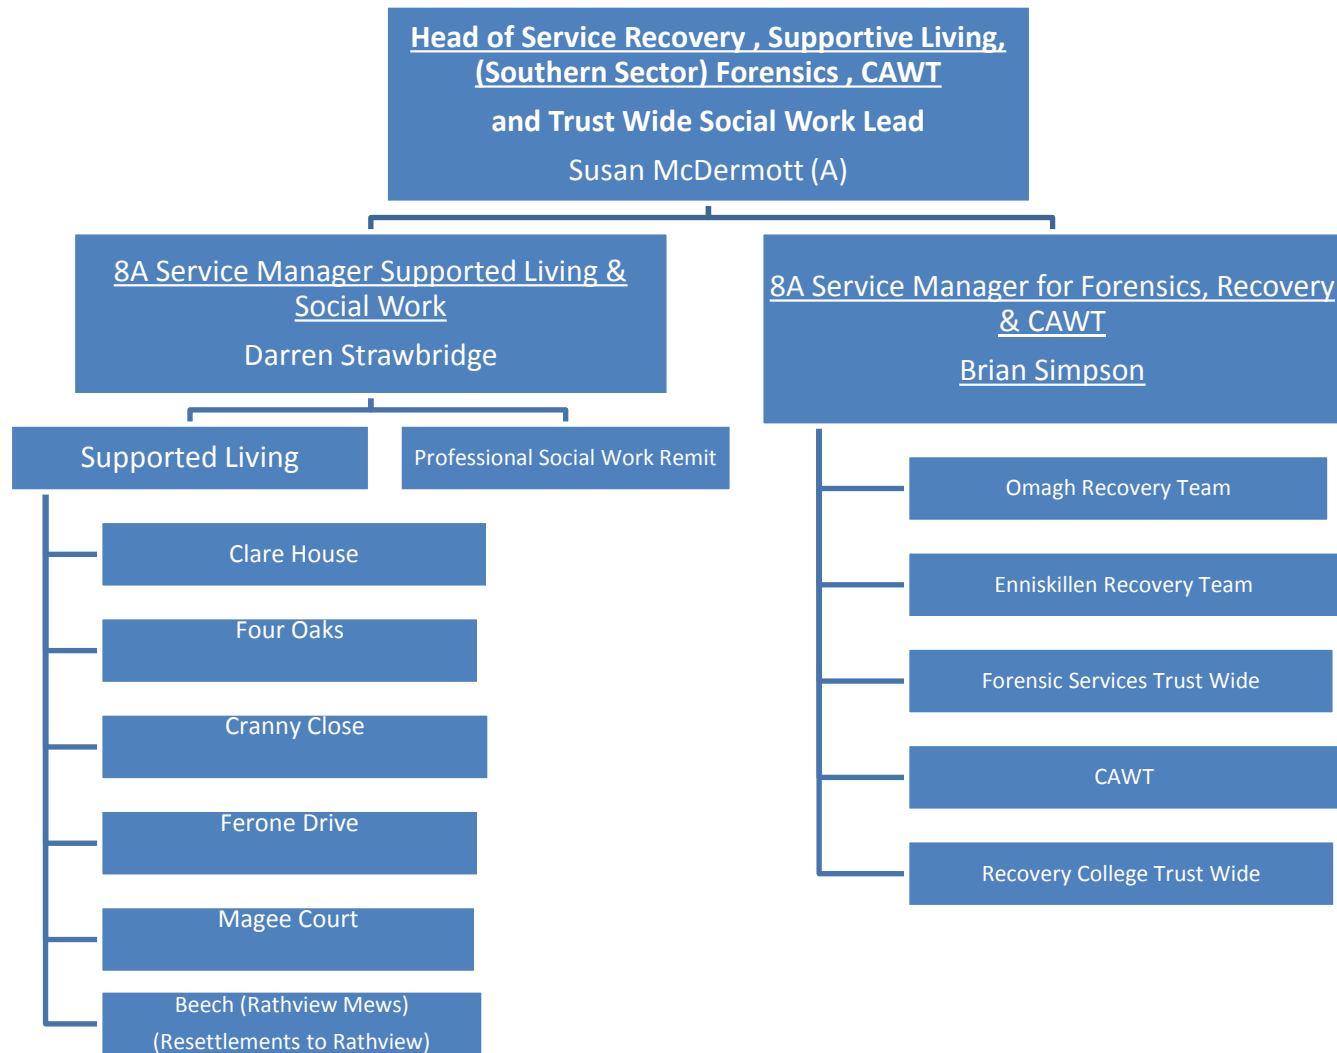 Head of Service Recovery , Supportive Living,
(Southern Sector) Forensics , CAWT
and Trust Wide Social Work Lead
Susan McDermott (A)
8A Service Manager Supported Living &
Social Work
Darren Strawbridge
8A Service Manager for Forensics, Recovery
& CAWT
Brian Simpson
Supported Living
Professional Social Work Remit
Clare House
Four Oaks
Cranny Close
Ferone Drive
Magee Court
Beech (Rathview Mews)
(Resettlements to Rathview)
Omagh Recovery Team
Enniskillen Recovery Team
Forensic Services Trust Wide
CAWT
Recovery College Trust Wide